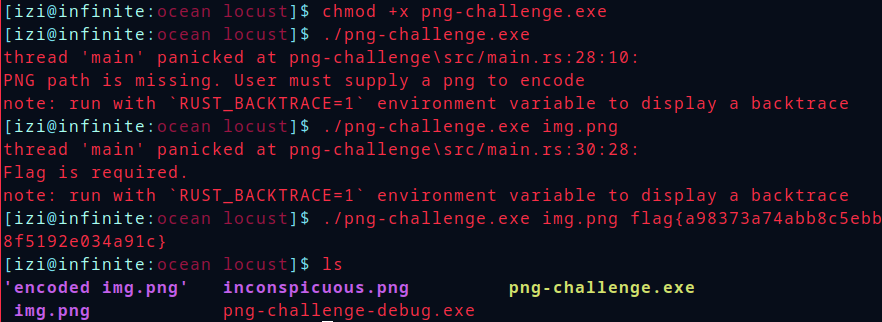 [izi@infinite:ocean locust]$ chmod +x png-challenge.exe
[izi@infinite:ocean locust]$ ./png-challenge.exe
thread 'main' panicked at png-challenge\src/main.rs:28:10:
PNG path is missing. User must supply a png to encode
note: run with `RUST_BACKTRACE=1` environment variable to display a backtrace
[izi@infinite:ocean locust]$ ./png-challenge.exe img.png
thread 'main' panicked at png-challenge\src/main.rs:30:28:
Flag is required.
note: run with `RUST_BACKTRACE=1` environment variable to display a backtrace
[izi@infinite:ocean locust]$ ./png-challenge.exe img.png flag{a98373a74abb8c5ebb
8f5192e034a91c}
[izi@infinite:ocean locust]$ ls
'encoded img.png'   inconspicuous.png         png-challenge.exe
 img.png            png-challenge-debug.exe